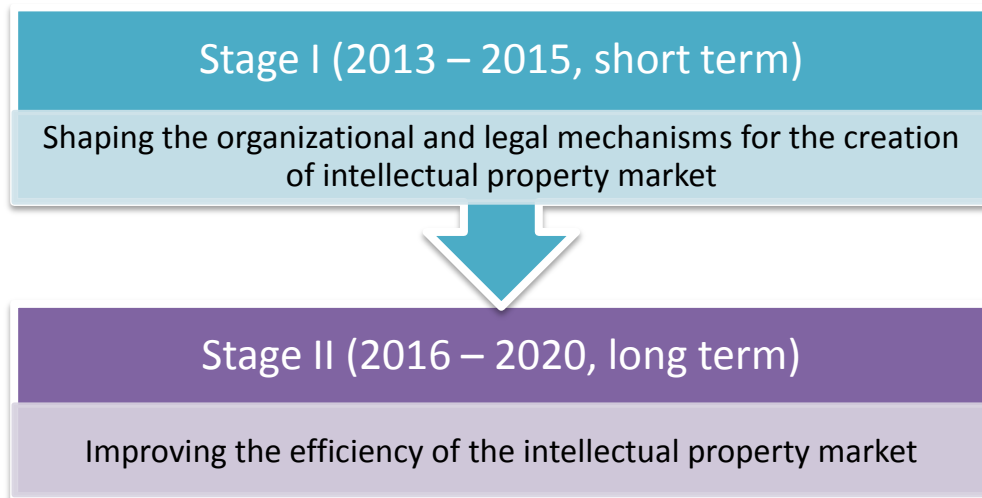 Stage I (2013 – 2015, short term)
Shaping the organizational and legal mechanisms for the creation
of intellectual property market
Stage II (2016 – 2020, long term)
Improving the efficiency of the intellectual property market